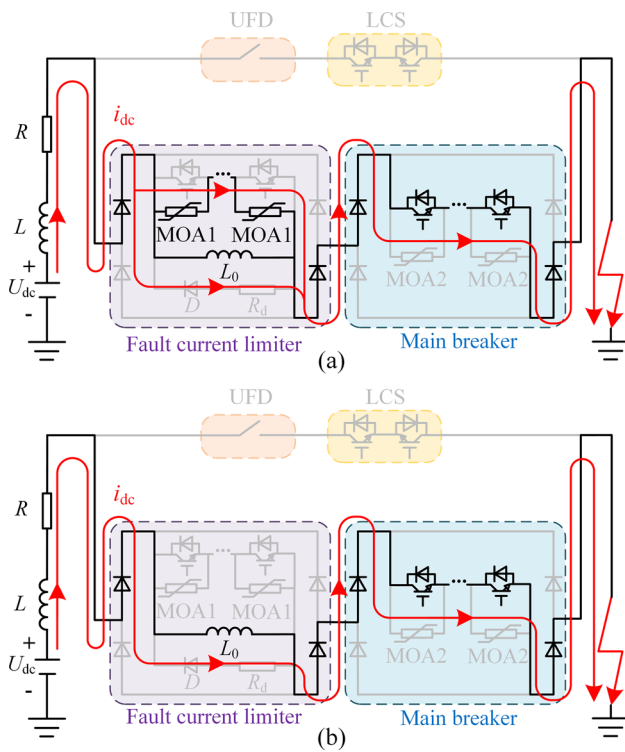 UFD LCS
R
i_dc
MOA1 MOA1
L
L_0
+
U_dc
-
D R_d
MOA2 MOA2
Fault current limiter
Main breaker
(a)
UFD LCS
R
i_dc
MOA1 MOA1
L
L_0
+
U_dc
-
D R_d
MOA2 MOA2
Fault current limiter
Main breaker
(b)